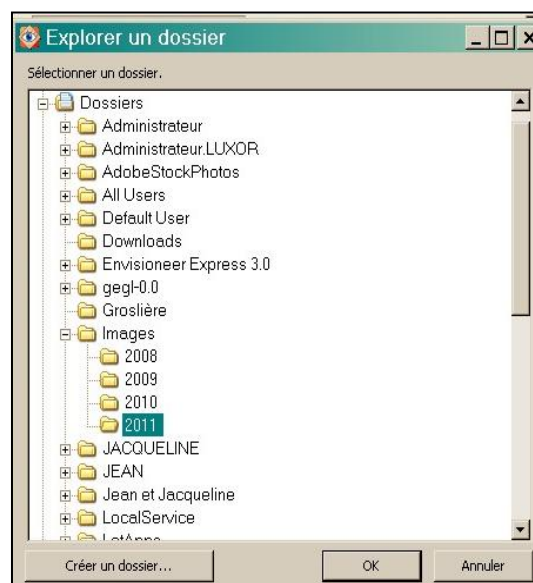 Explorer un dossier
Sélectionner un dossier.
Dossiers
Administrateur
Administrateur.LUXOR
AdobeStockPhotos
All Users
Default User
Downloads
Envisioneer Express 3.0
gegl-0.0
Groslière
Images
2008
2009
2010
2011
JACQUELINE
JEAN
Jean et Jacqueline
LocalService
Créer un dossier... OK Annuler